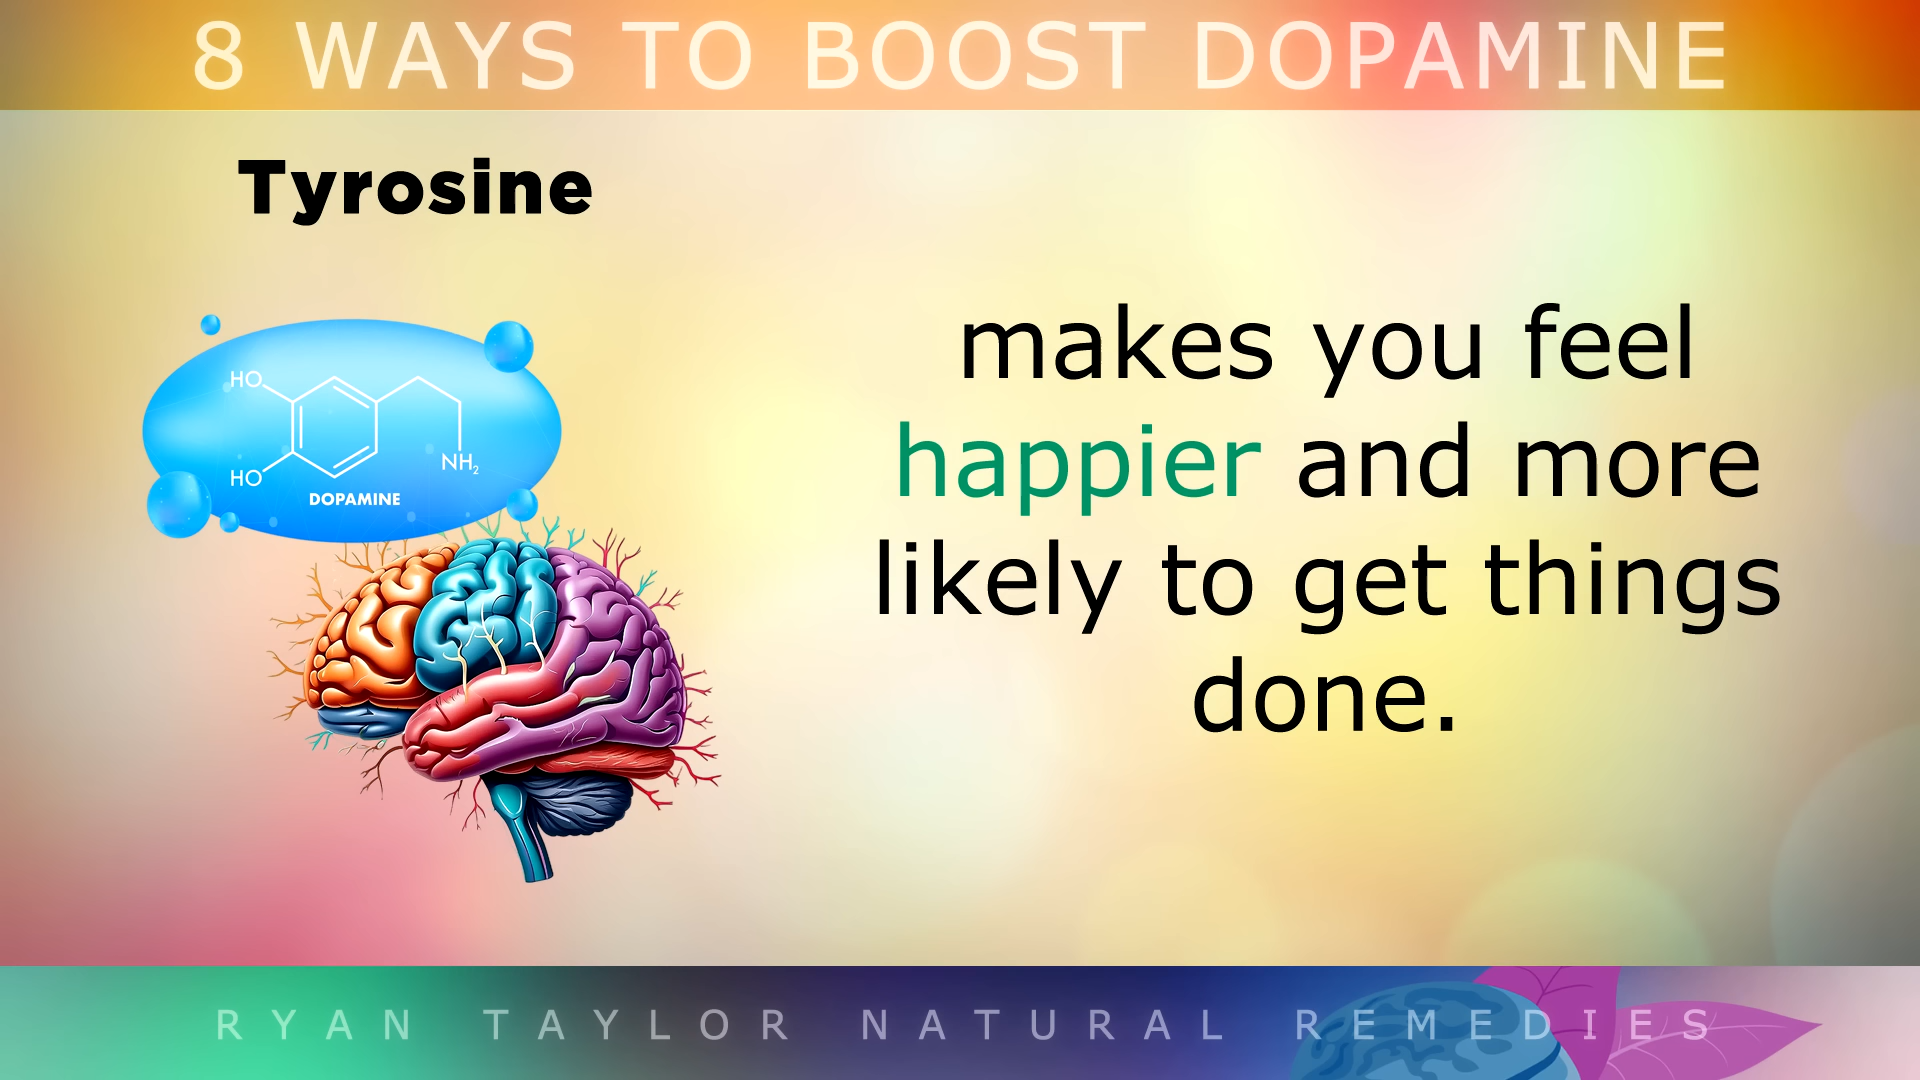 8 WAYS TO BOOST DOPAMINE
Tyrosine
HO
HO
NH₂
DOPAMINE
makes you feel
happier and more
likely to get things
done.
RYAN TAYLOR NATURAL REMEDIES